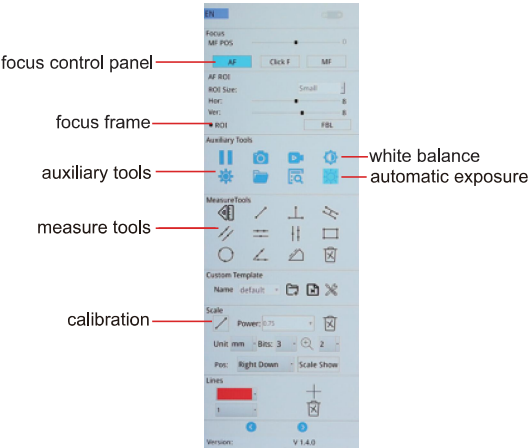 EN
Focus
MF POS 0
focus control panel
AF Click F MF
AF ROI
ROI Size: Small
Hor: 8
Ver: 8
focus frame
ROI FBL
Auxiliary Tools
white balance
auxiliary tools
automatic exposure
MeasureTools
measure tools
Custom Template
Name default
Scale
calibration
Power: 0.75
Unit mm Bits: 3 2
Pos: Right Down Scale Show
Lines
1
Version: V 1.4.0